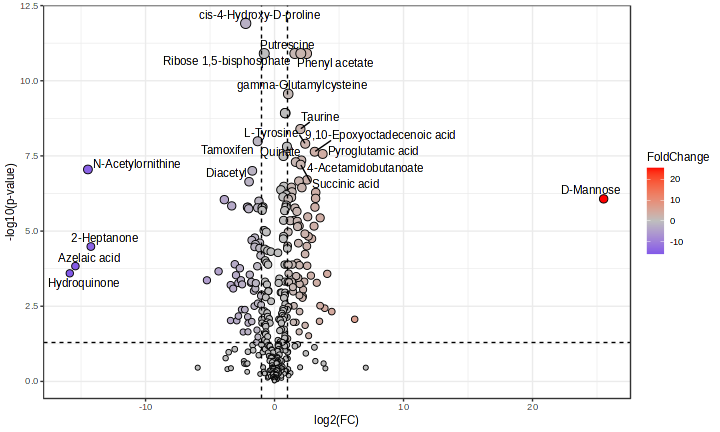 12.5
10.0
7.5
5.0
2.5
0.0
-log10(p-value)
-10
0
10
20
log2(FC)
cis-4-Hydroxy-D-proline
Putrescine
Ribose 1,5-bisphosphate
Phenyl acetate
gamma-Glutamylcysteine
Taurine
L-Tyrosine
9,10-Epoxyoctadecenoic acid
Tamoxifen
Quinate
Pyroglutamic acid
N-Acetylornithine
Diacetyl
4-Acetamidobutanoate
Succinic acid
D-Mannose
2-Heptanone
Azelaic acid
Hydroquinone
FoldChange
20
10
0
-10